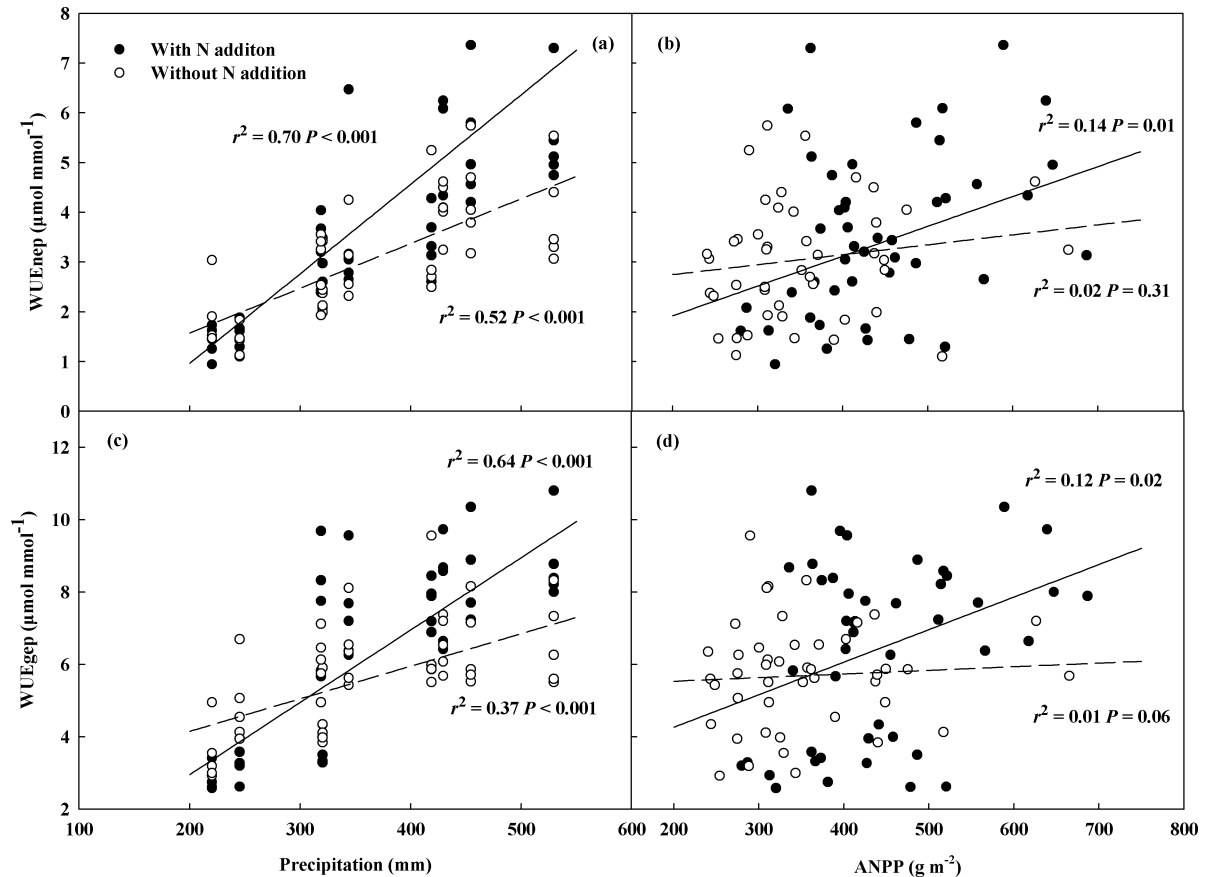 8
7
6
5
4
3
2
1
0
WUEnep (µmol mmol⁻¹)
With N additon
Without N addition
(a)
r² = 0.70 P < 0.001
r² = 0.52 P < 0.001
(b)
r² = 0.14 P = 0.01
r² = 0.02 P = 0.31
12
10
8
6
4
2
WUEgep (µmol mmol⁻¹)
(c)
r² = 0.64 P < 0.001
r² = 0.37 P < 0.001
(d)
r² = 0.12 P = 0.02
r² = 0.01 P = 0.06
100 200 300 400 500 600
200 300 400 500 600 700 800
Precipitation (mm)
ANPP (g m⁻²)